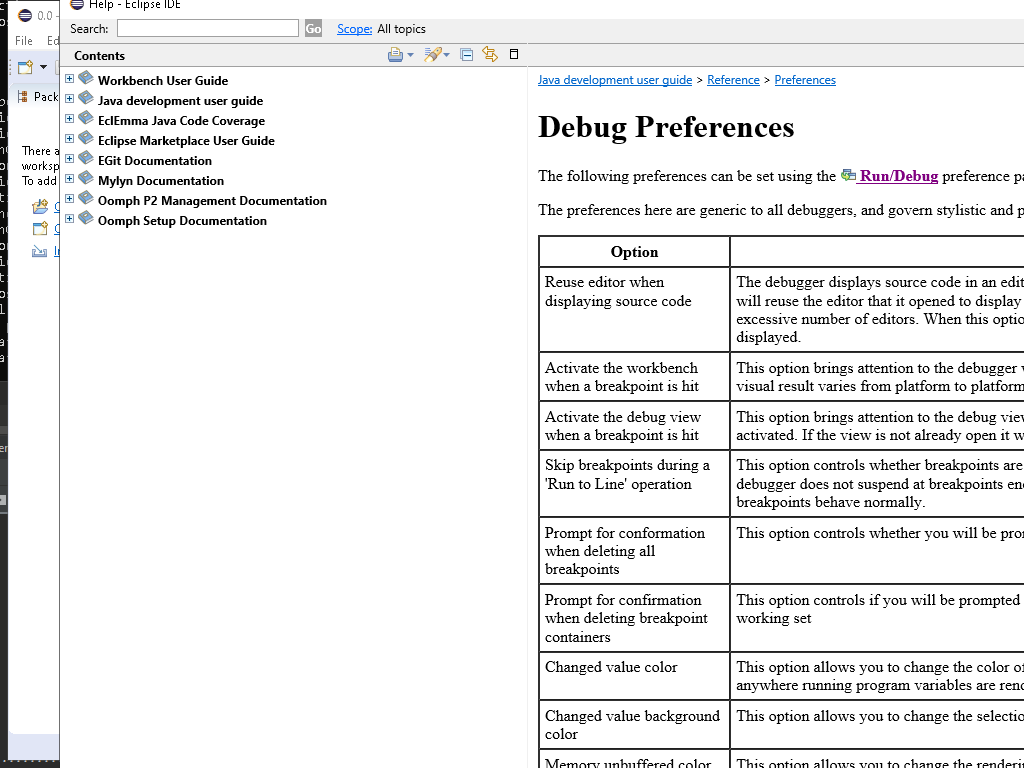 Help - Eclipse IDE
0.0 -
File Ed
Search: Go Scope: All topics
Contents
Pack
There a
worksp
To add
Workbench User Guide
Java development user guide
EclEmma Java Code Coverage
Eclipse Marketplace User Guide
EGit Documentation
Mylyn Documentation
Oomph P2 Management Documentation
Oomph Setup Documentation
Java development user guide > Reference > Preferences
Debug Preferences
The following preferences can be set using the Run/Debug preference pa
The preferences here are generic to all debuggers, and govern stylistic and p
Option
Reuse editor when
displaying source code
The debugger displays source code in an edit
will reuse the editor that it opened to display
excessive number of editors. When this optio
displayed.
Activate the workbench
when a breakpoint is hit
This option brings attention to the debugger w
visual result varies from platform to platform
Activate the debug view
when a breakpoint is hit
This option brings attention to the debug view
activated. If the view is not already open it w
Skip breakpoints during a
'Run to Line' operation
This option controls whether breakpoints are
debugger does not suspend at breakpoints enc
breakpoints behave normally.
Prompt for conformation
when deleting all
breakpoints
This option controls whether you will be pro
Prompt for confirmation
when deleting breakpoint
containers
This option controls if you will be prompted
working set
Changed value color
This option allows you to change the color of
anywhere running program variables are rend
Changed value background
color
This option allows you to change the selectio
Memory unbuffered color
This option allows you to change the renderin